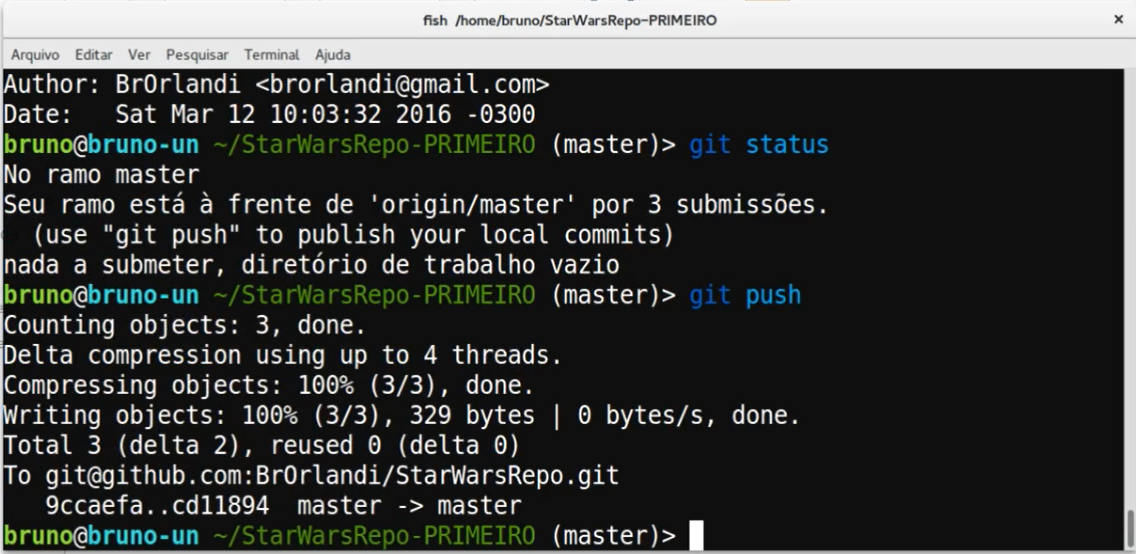 fish /home/bruno/StarWarsRepo-PRIMEIRO
Arquivo Editar Ver Pesquisar Terminal Ajuda
Author: BrOrlandi <brorlandi@gmail.com>
Date:   Sat Mar 12 10:03:32 2016 -0300
bruno@bruno-un ~/StarWarsRepo-PRIMEIRO (master)> git status
No ramo master
Seu ramo está à frente de 'origin/master' por 3 submissões.
  (use "git push" to publish your local commits)
nada a submeter, diretório de trabalho vazio
bruno@bruno-un ~/StarWarsRepo-PRIMEIRO (master)> git push
Counting objects: 3, done.
Delta compression using up to 4 threads.
Compressing objects: 100% (3/3), done.
Writing objects: 100% (3/3), 329 bytes | 0 bytes/s, done.
Total 3 (delta 2), reused 0 (delta 0)
To git@github.com:BrOrlandi/StarWarsRepo.git
   9ccaefa..cd11894  master -> master
bruno@bruno-un ~/StarWarsRepo-PRIMEIRO (master)>